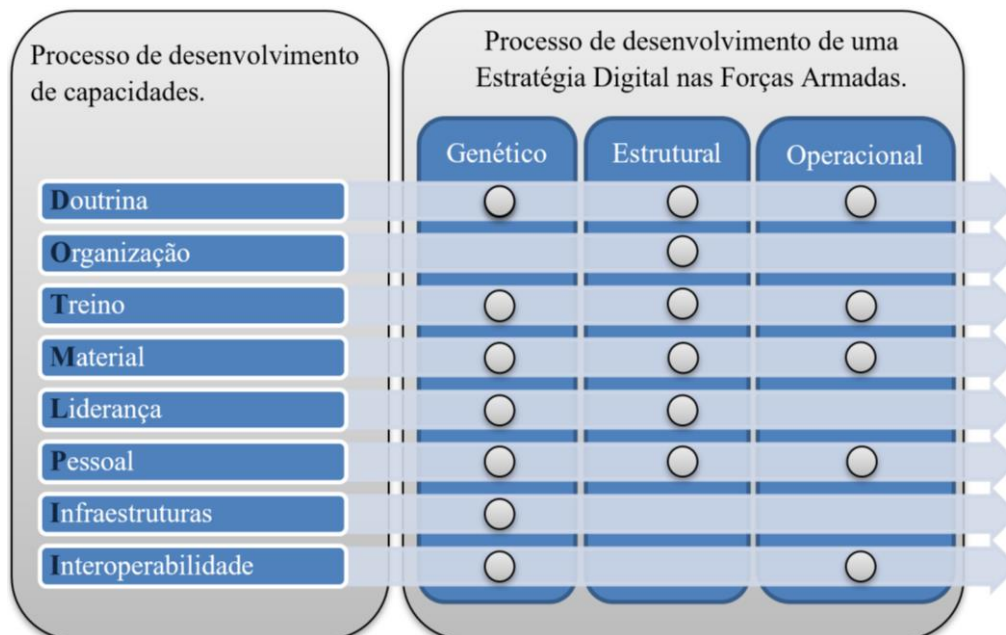 Processo de desenvolvimento
de capacidades.
Processo de desenvolvimento de uma
Estratégia Digital nas Forças Armadas.
Genético
Estrutural
Operacional
Doutrina
Organização
Treino
Material
Liderança
Pessoal
Infraestruturas
Interoperabilidade